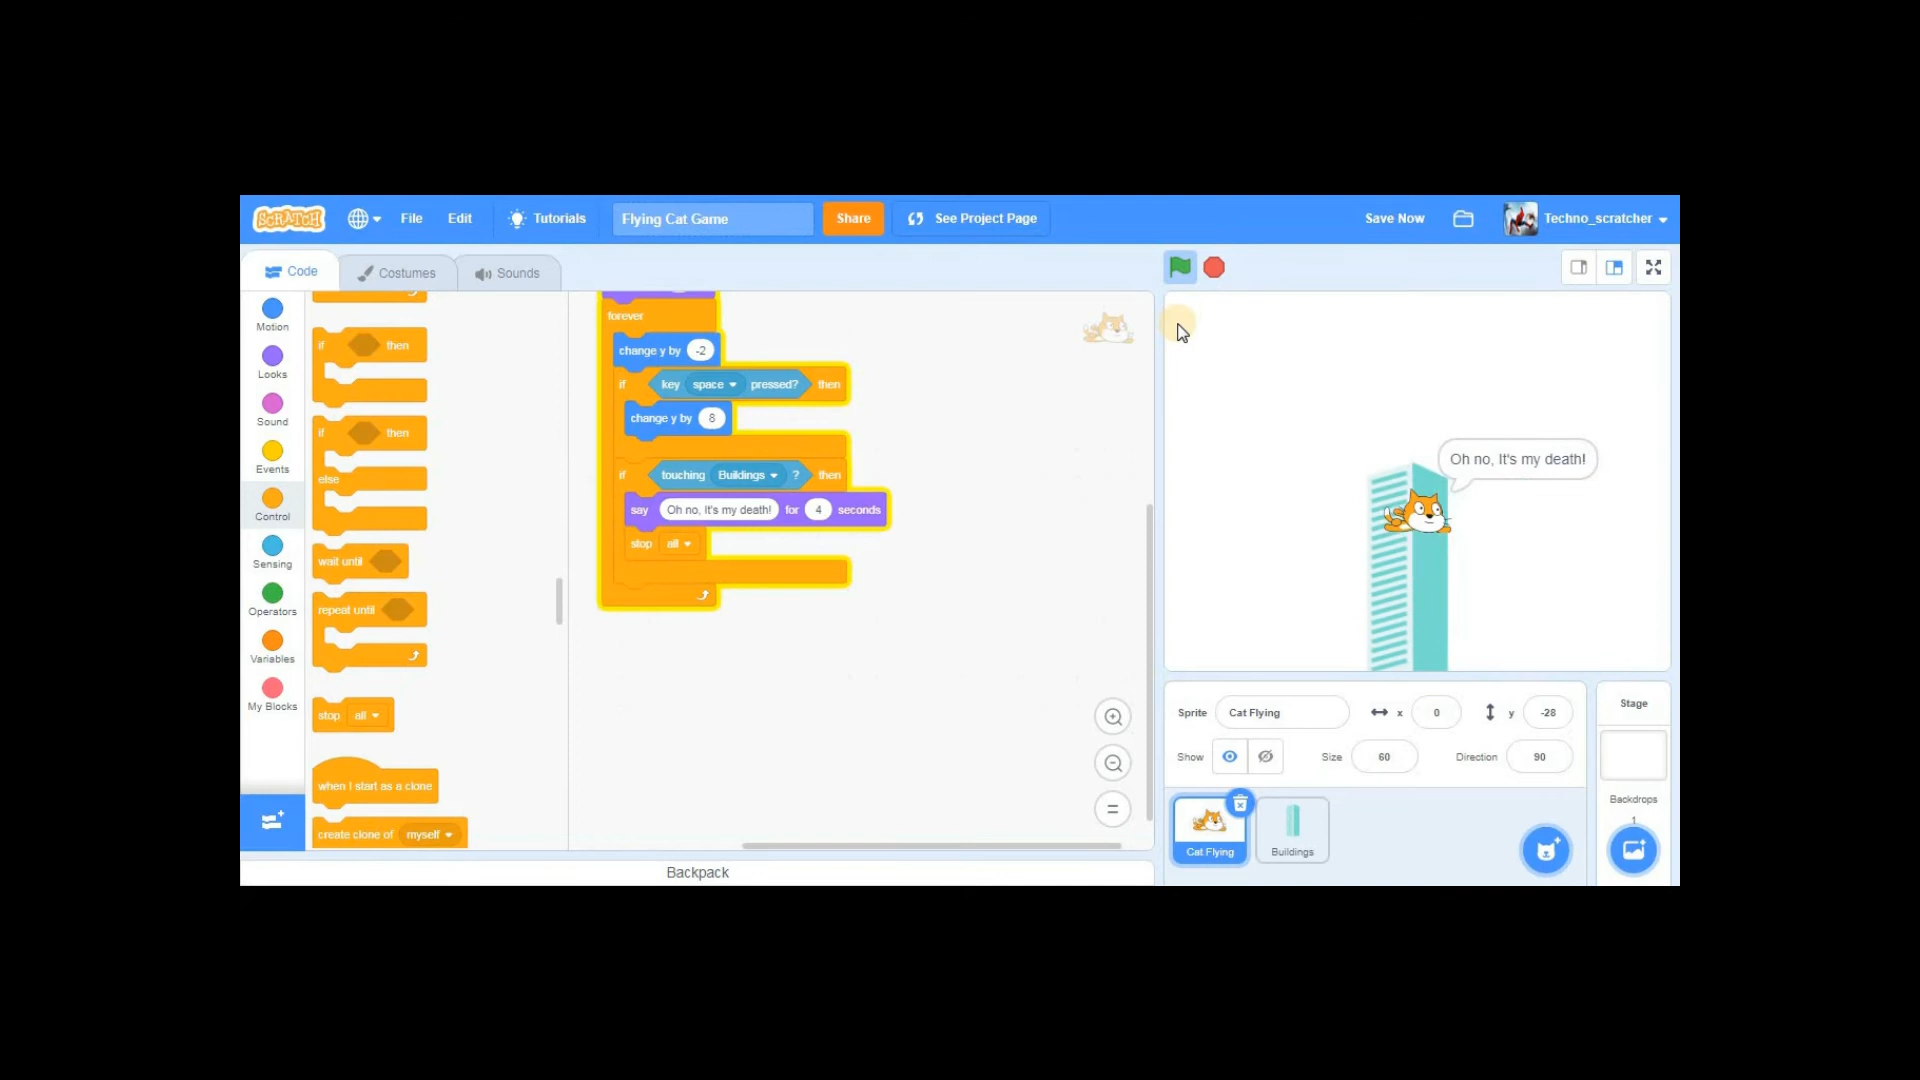 SCRATCH File Edit Tutorials Flying Cat Game Share See Project Page Save Now Techno_scratcher
Code Costumes Sounds
Motion
Looks
Sound
Events
Control
Sensing
Operators
Variables
My Blocks
if then
if then
else
wait until
repeat until
stop all
when I start as a clone
create clone of myself
forever
change y by -2
if key space pressed? then
change y by 8
if touching Buildings ? then
say Oh no, It's my death! for 4 seconds
stop all
Backpack
Oh no, It's my death!
Sprite Cat Flying x 0 y -28
Show Size 60 Direction 90
Cat Flying
Buildings
Stage
Backdrops
1